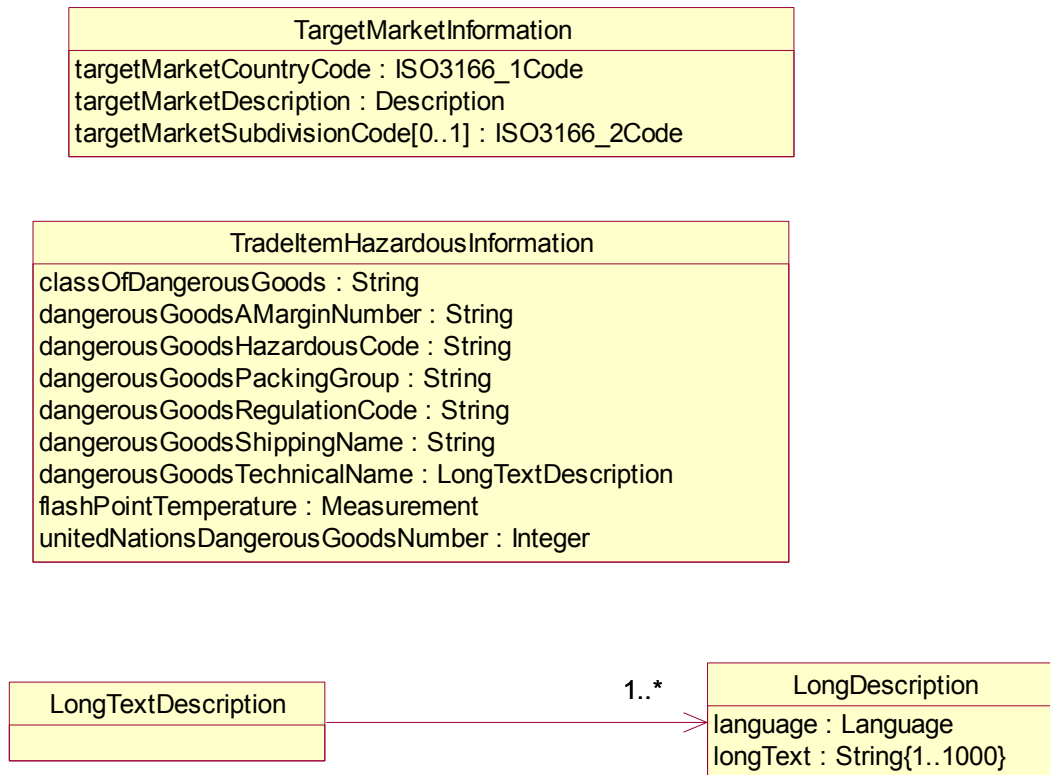 TargetMarketInformation
targetMarketCountryCode : ISO3166_1Code
targetMarketDescription : Description
targetMarketSubdivisionCode[0..1] : ISO3166_2Code
TradeItemHazardousInformation
classOfDangerousGoods : String
dangerousGoodsAMarginNumber : String
dangerousGoodsHazardousCode : String
dangerousGoodsPackingGroup : String
dangerousGoodsRegulationCode : String
dangerousGoodsShippingName : String
dangerousGoodsTechnicalName : LongTextDescription
flashPointTemperature : Measurement
unitedNationsDangerousGoodsNumber : Integer
LongTextDescription
1..*
LongDescription
language : Language
longText : String{1..1000}